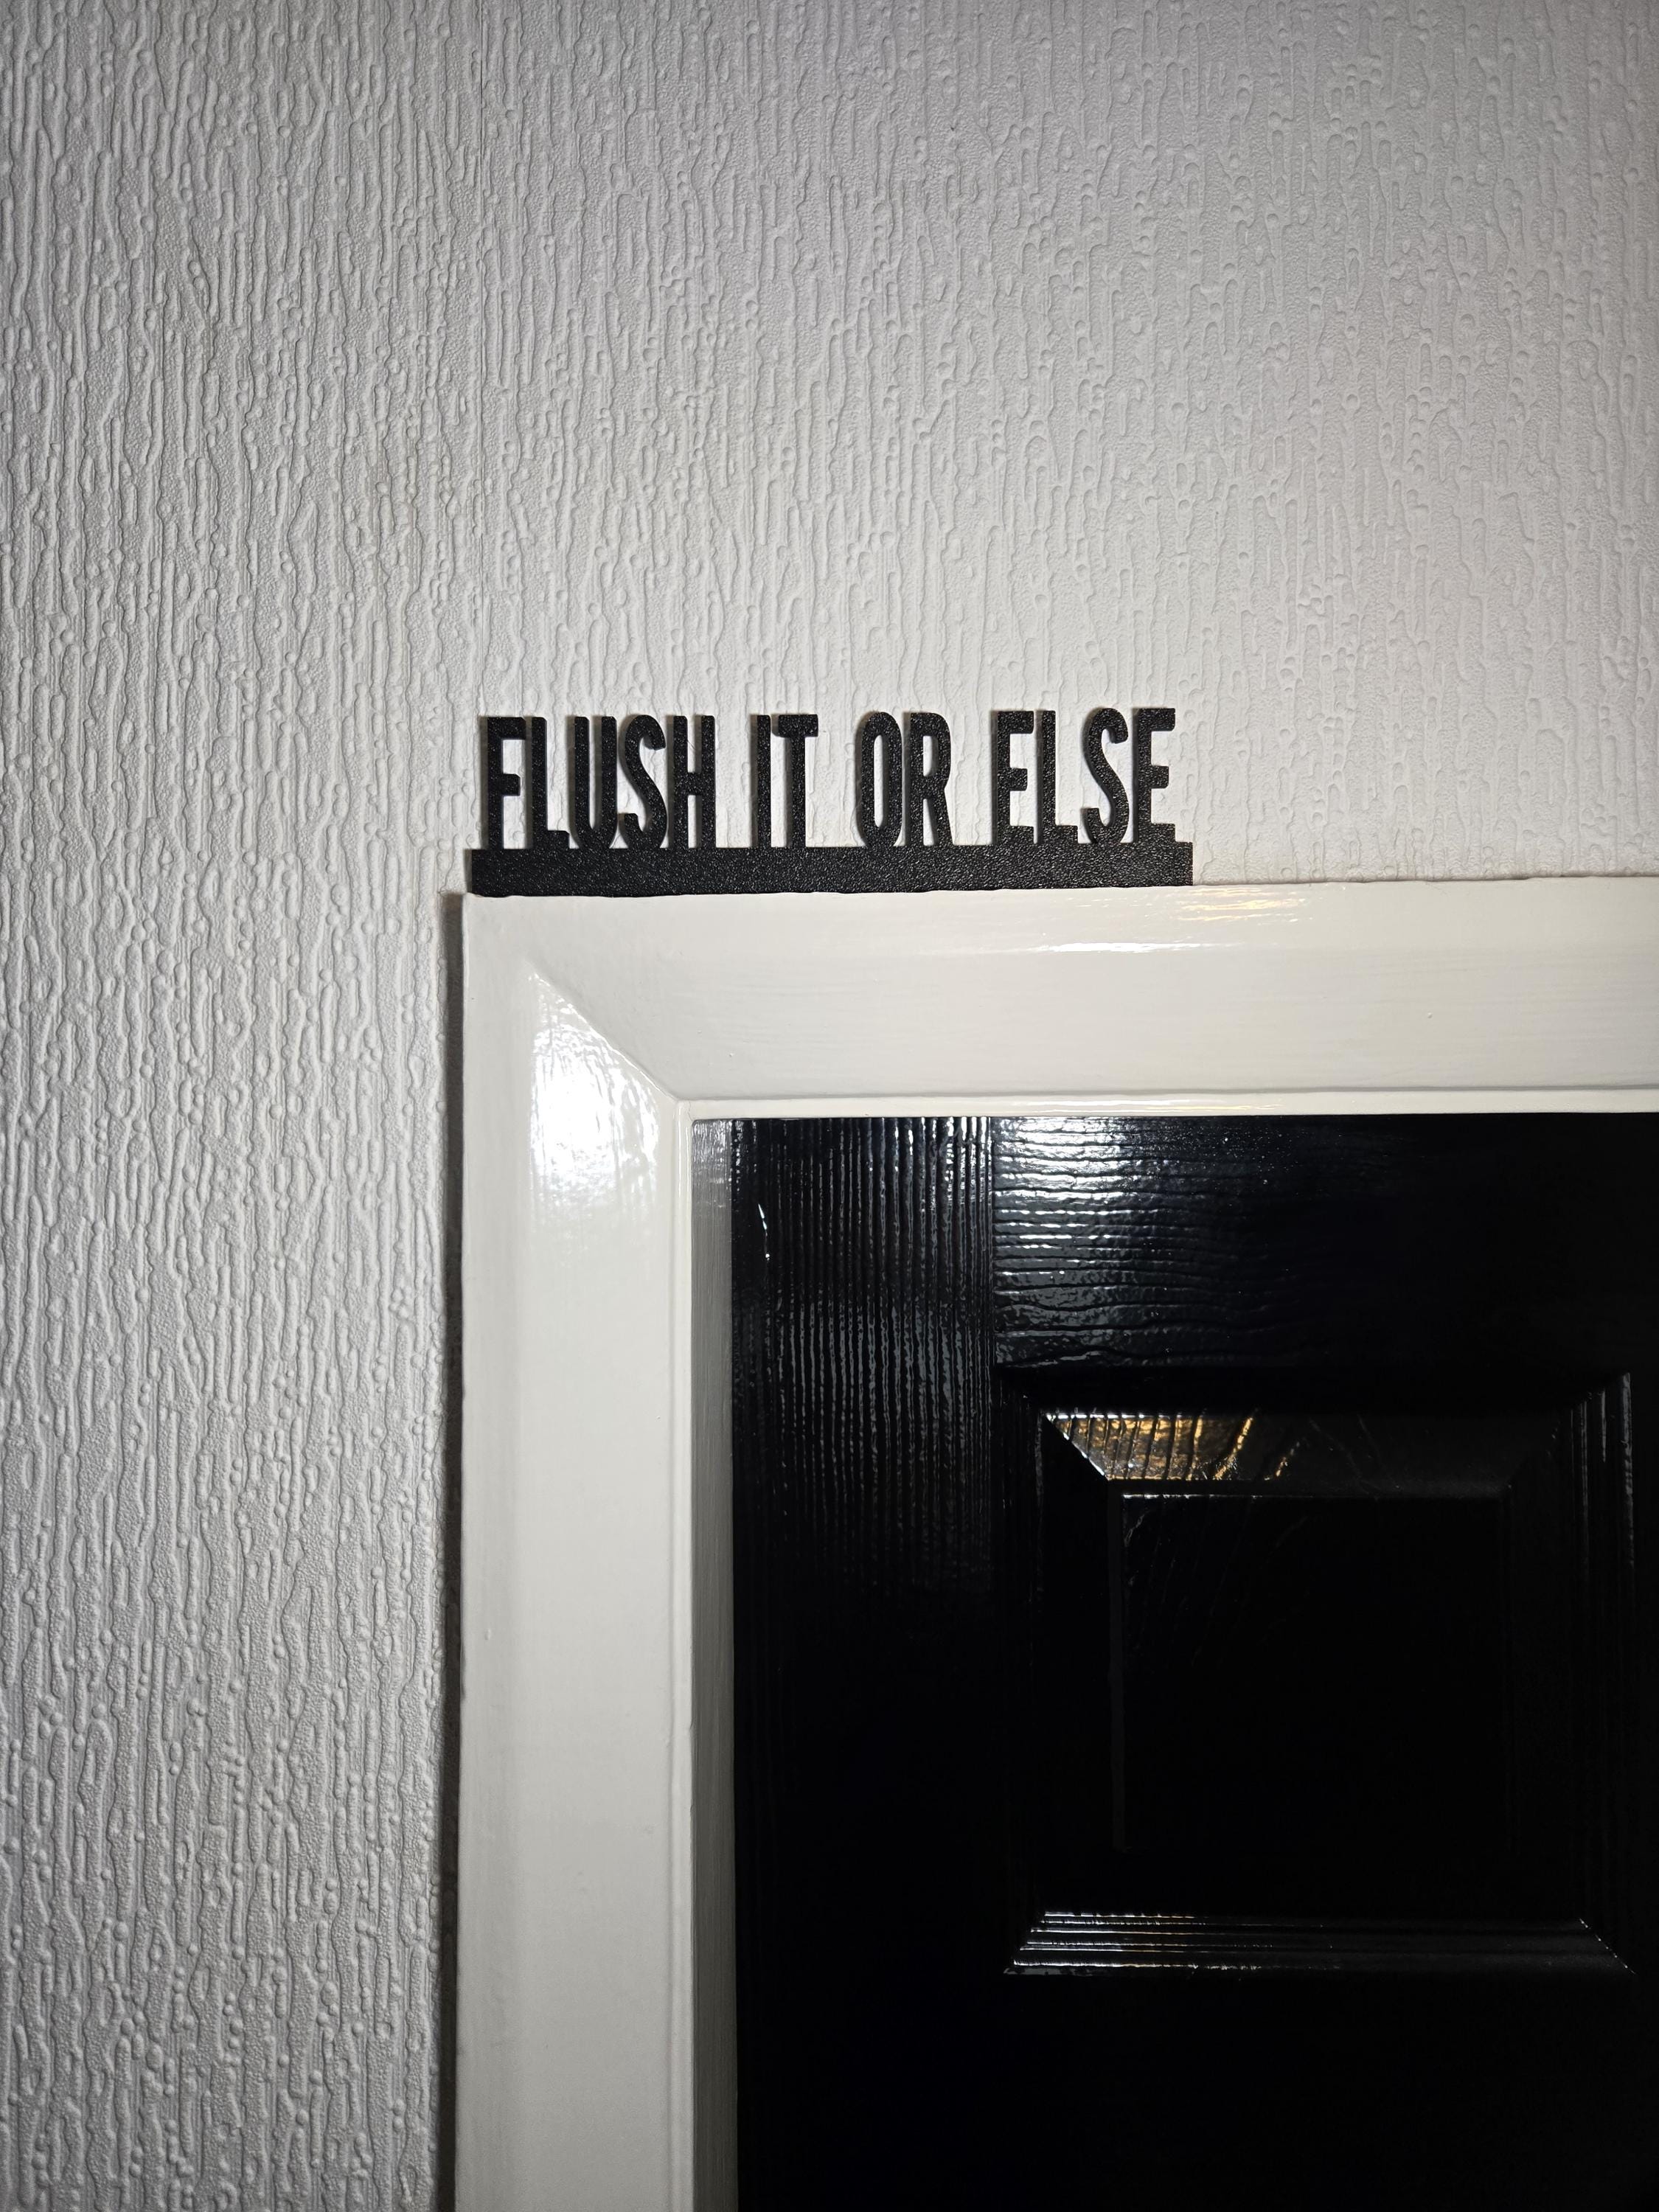 FLUSH IT OR ELSE